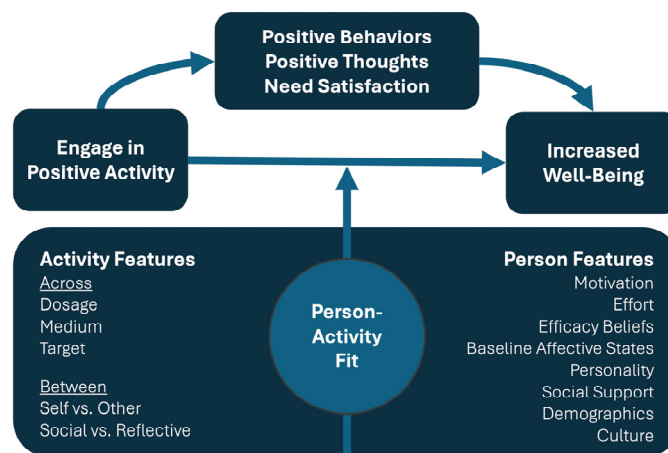 Positive Behaviors
Positive Thoughts
Need Satisfaction
Engage in
Positive Activity
Increased
Well-Being
Activity Features
Across
Dosage
Medium
Target
Between
Self vs. Other
Social vs. Reflective
Person-
Activity
Fit
Person Features
Motivation
Effort
Efficacy Beliefs
Baseline Affective States
Personality
Social Support
Demographics
Culture